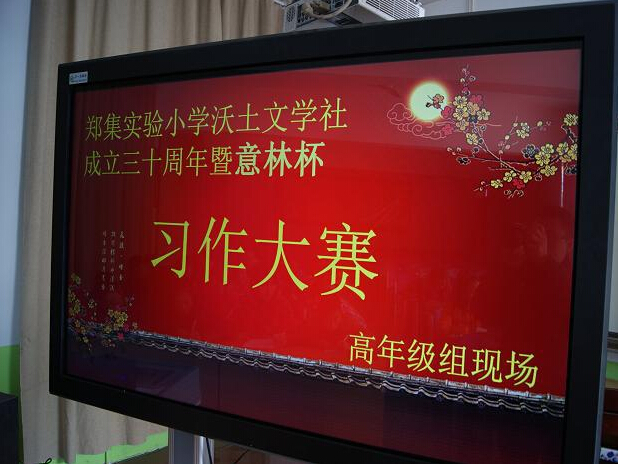 郑集实验小学沃土文学社
成立三十周年暨意林杯
习作大赛
高年级组现场